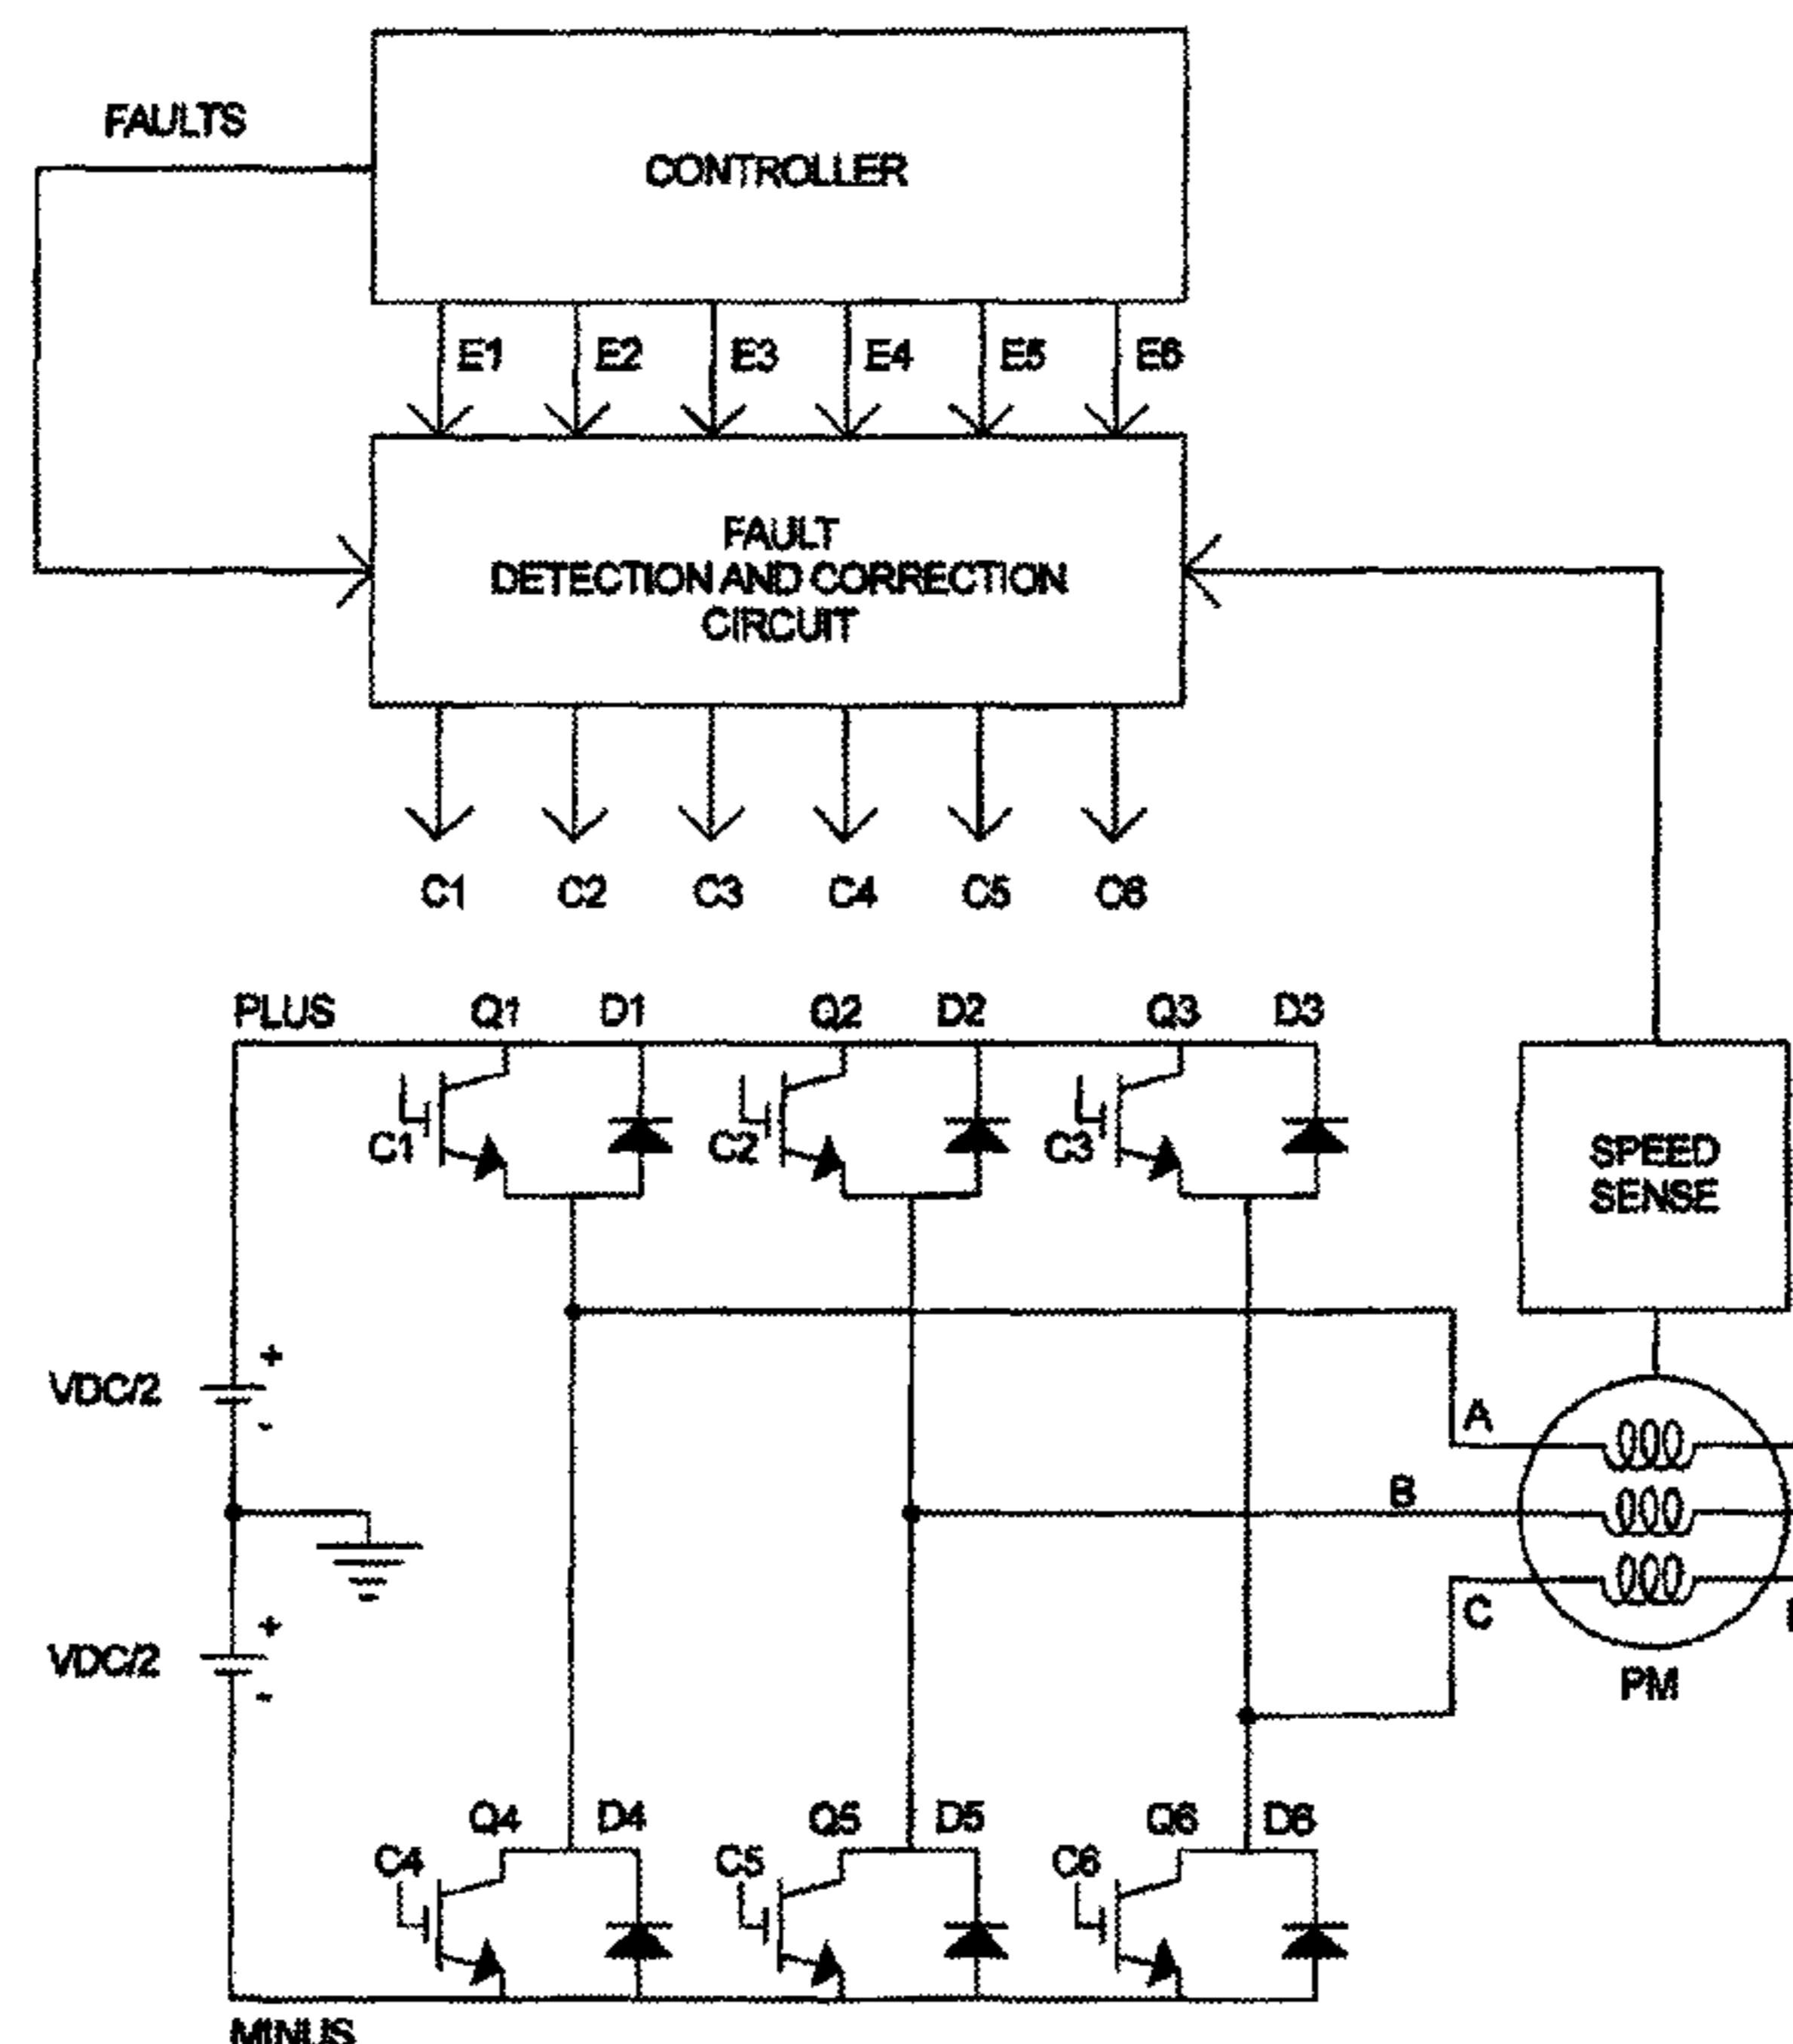 FAULTS
CONTROLLER
E1 E2 E3 E4 E5 E6
FAULT
DETECTION AND CORRECTION
CIRCUIT
C1 C2 C3 C4 C5 C6
PLUS Q1 D1 Q2 D2 Q3 D3
C1 C2 C3
SPEED
SENSE
+
VDC/2
-
A
B
+
C
VDC/2
-
PM
Q4 D4 Q5 D5 Q6 D6
C4 C5 C6
MINUS